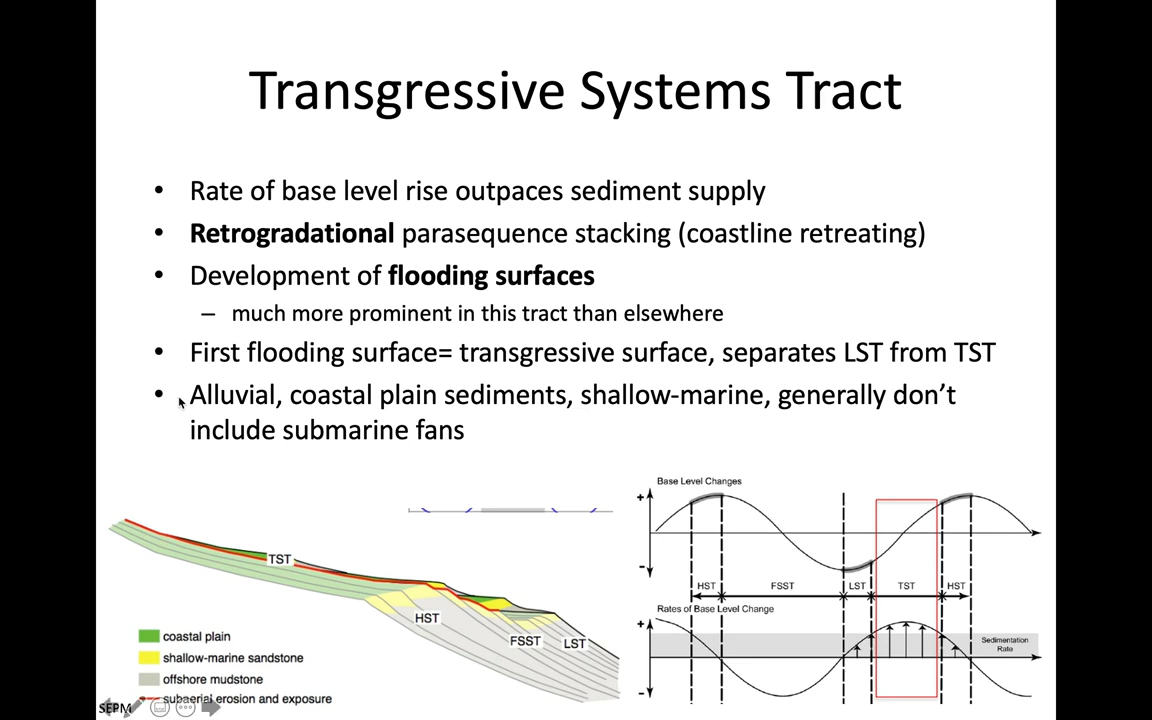 Transgressive Systems Tract
• Rate of base level rise outpaces sediment supply
• Retrogradational parasequence stacking (coastline retreating)
• Development of flooding surfaces
– much more prominent in this tract than elsewhere
• First flooding surface= transgressive surface, separates LST from TST
• Alluvial, coastal plain sediments, shallow-marine, generally don’t
include submarine fans
TST
HST
FSST
LST
coastal plain
shallow-marine sandstone
offshore mudstone
subaerial erosion and exposure
SEPM
Base Level Changes
+
-
HST
FSST
LST
TST
HST
Rates of Base Level Change
+
-
Sedimentation
Rate